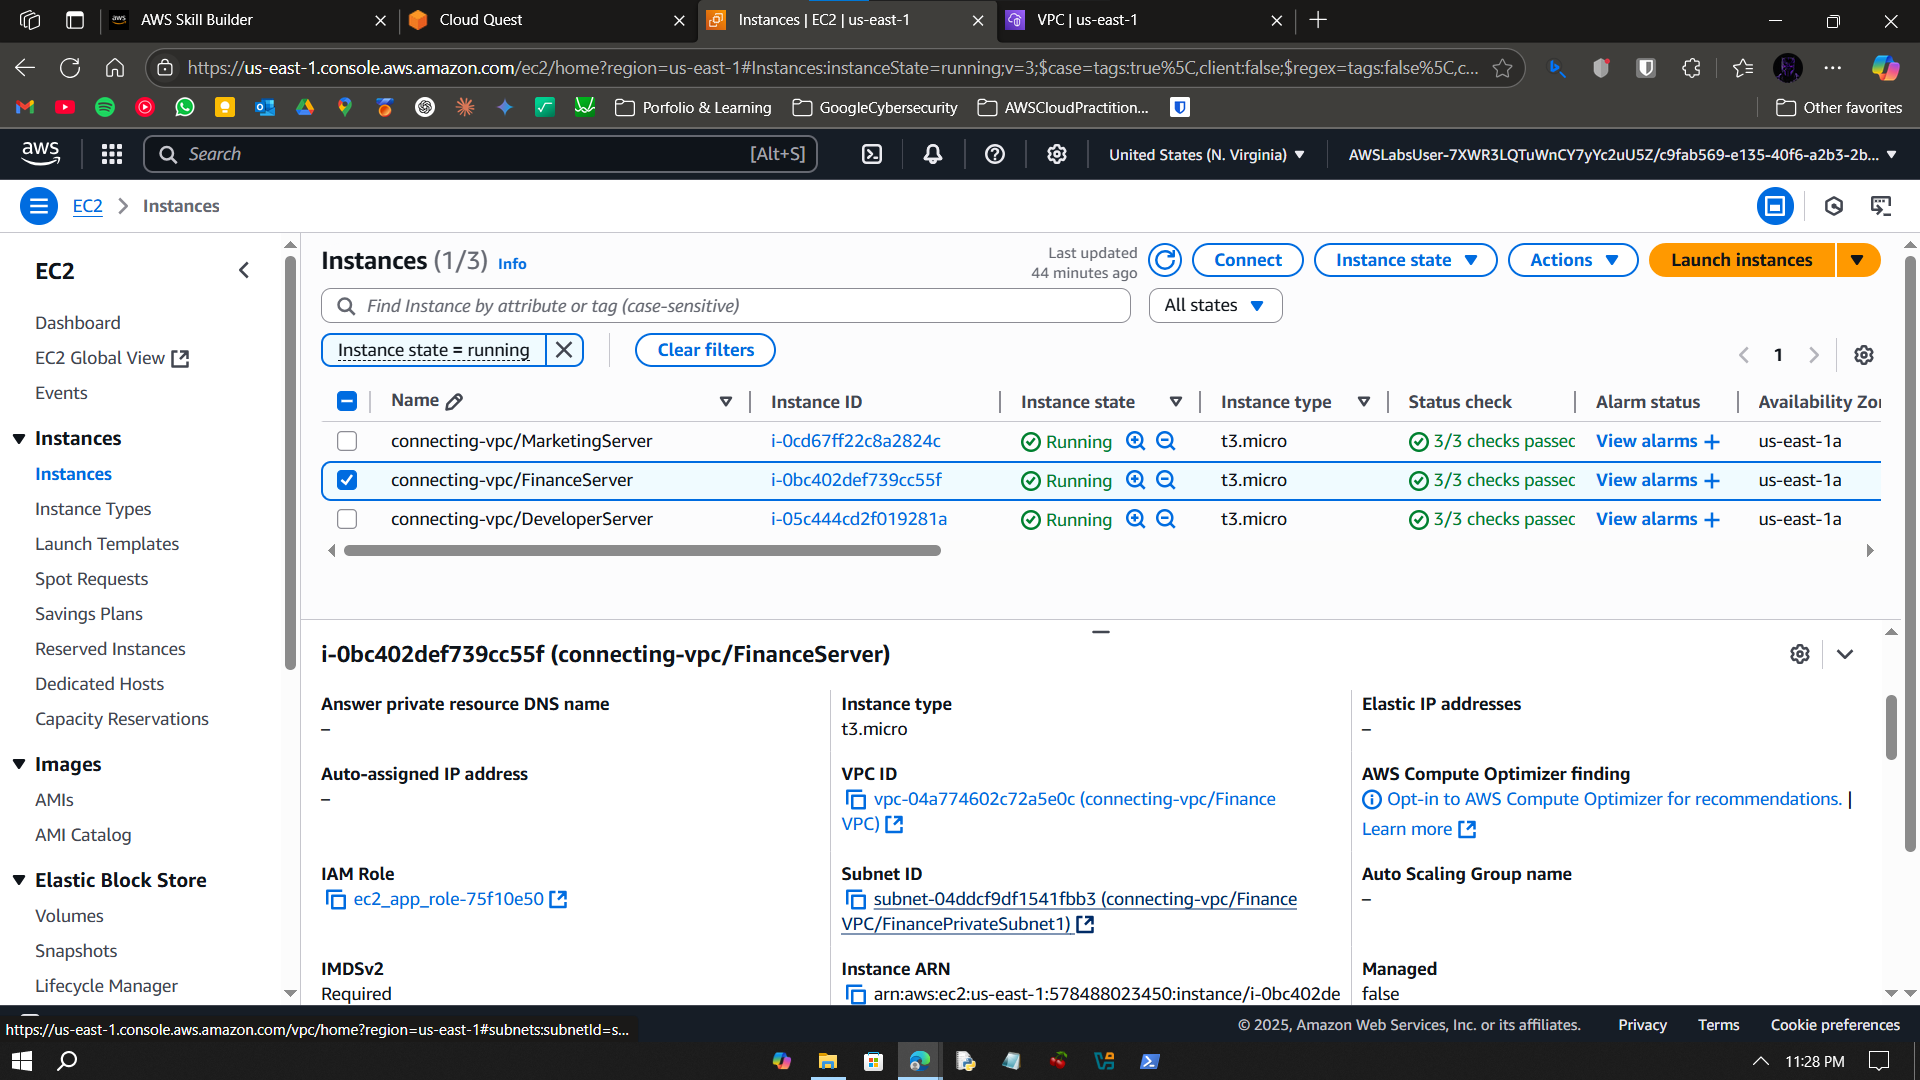 AWS Skill Builder
Cloud Quest
Instances | EC2 | us-east-1
VPC | us-east-1
https://us-east-1.console.aws.amazon.com/ec2/home?region=us-east-1#Instances:instanceState=running;v=3;$case=tags:true%5C,client:false;$regex=tags:false%5C,c...
Porfolio & Learning
GoogleCybersecurity
AWSCloudPractition...
Other favorites
aws
Search
[Alt+S]
United States (N. Virginia)
AWSLabsUser-7XWR3LQTuWnCY7yYc2uU5Z/c9fab569-e135-40f6-a2b3-2b...
EC2
Instances
EC2
Dashboard
EC2 Global View
Events
Instances
Instances
Instance Types
Launch Templates
Spot Requests
Savings Plans
Reserved Instances
Dedicated Hosts
Capacity Reservations
Images
AMIs
AMI Catalog
Elastic Block Store
Volumes
Snapshots
Lifecycle Manager
Instances (1/3) Info
Last updated
44 minutes ago
Connect
Instance state
Actions
Launch instances
Find Instance by attribute or tag (case-sensitive)
All states
Instance state = running
Clear filters
1
Name Instance ID Instance state Instance type Status check Alarm status Availability Zo
connecting-vpc/MarketingServer i-0cd67ff22c8a2824c Running t3.micro 3/3 checks passec View alarms + us-east-1a
connecting-vpc/FinanceServer i-0bc402def739cc55f Running t3.micro 3/3 checks passec View alarms + us-east-1a
connecting-vpc/DeveloperServer i-05c444cd2f019281a Running t3.micro 3/3 checks passec View alarms + us-east-1a
i-0bc402def739cc55f (connecting-vpc/FinanceServer)
Answer private resource DNS name
–
Instance type
t3.micro
Elastic IP addresses
–
Auto-assigned IP address
–
VPC ID
vpc-04a774602c72a5e0c (connecting-vpc/Finance
VPC)
AWS Compute Optimizer finding
Opt-in to AWS Compute Optimizer for recommendations. |
Learn more
IAM Role
ec2_app_role-75f10e50
Subnet ID
subnet-04ddcf9df1541fbb3 (connecting-vpc/Finance
VPC/FinancePrivateSubnet1)
Auto Scaling Group name
–
IMDSv2
Required
Instance ARN
arn:aws:ec2:us-east-1:578488023450:instance/i-0bc402de
Managed
false
https://us-east-1.console.aws.amazon.com/vpc/home?region=us-east-1#subnets:subnetId=s...
© 2025, Amazon Web Services, Inc. or its affiliates.
Privacy
Terms
Cookie preferences
11:28 PM